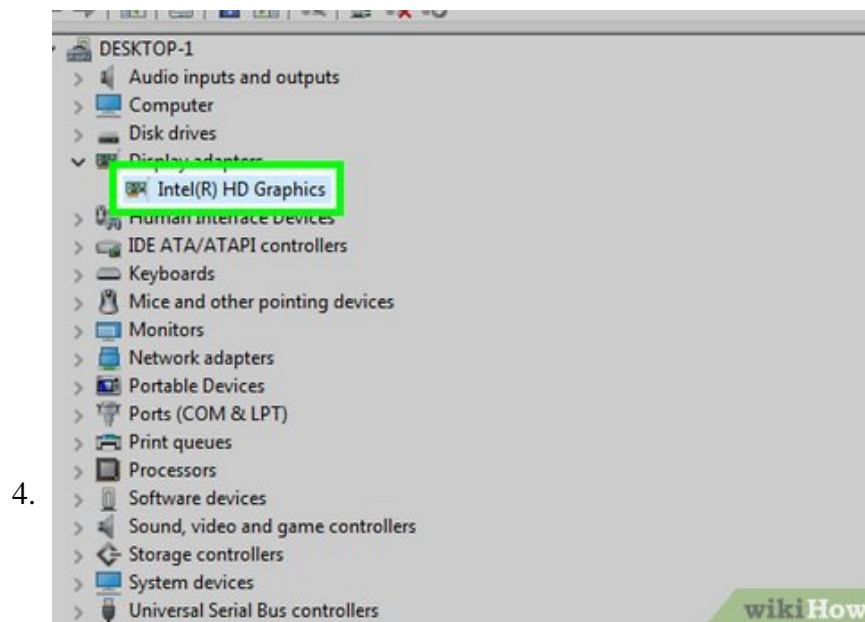 DESKTOP-1
Audio inputs and outputs
Computer
Disk drives
Display adapters
Intel(R) HD Graphics
Human Interface Devices
IDE ATA/ATAPI controllers
Keyboards
Mice and other pointing devices
Monitors
Network adapters
Portable Devices
Ports (COM & LPT)
Print queues
Processors
4.
Software devices
Sound, video and game controllers
Storage controllers
System devices
Universal Serial Bus controllers
wikiHow